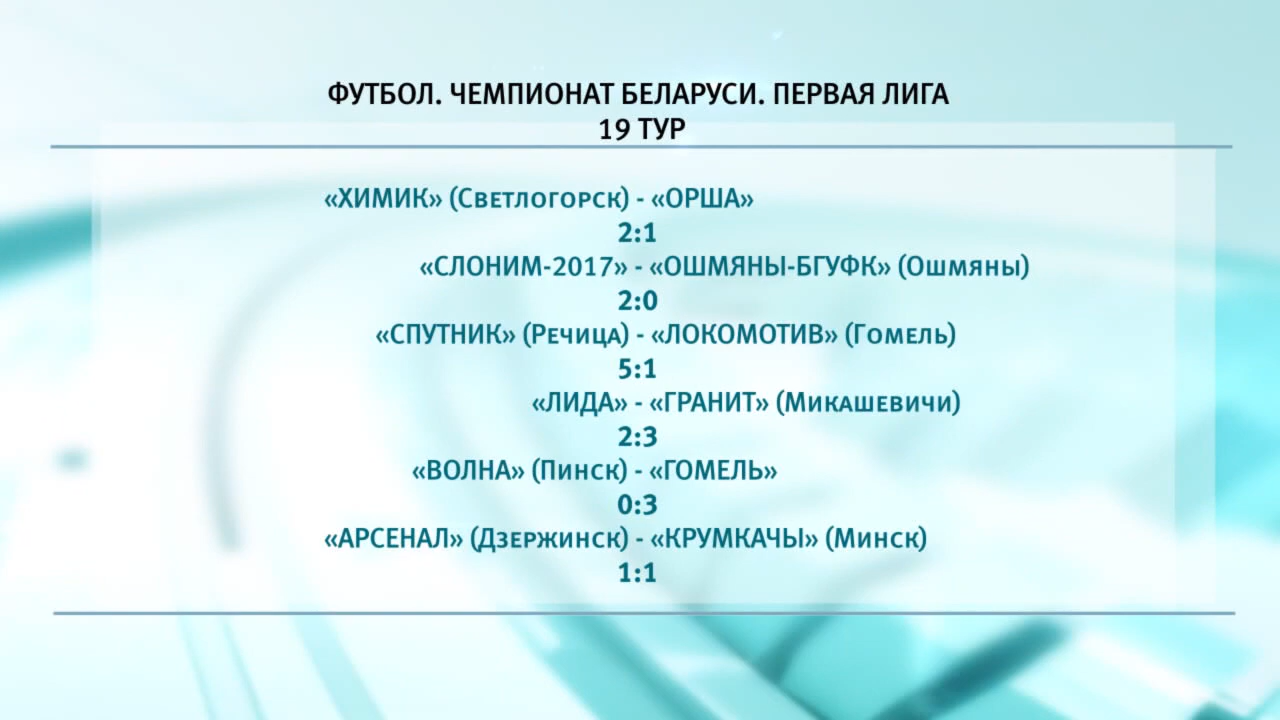 ФУТБОЛ. ЧЕМПИОНАТ БЕЛАРУСИ. ПЕРВАЯ ЛИГА
19 ТУР
«ХИМИК» (Светлогорск) - «ОРША»
2:1
«СЛОНИМ-2017» - «ОШМЯНЫ-БГУФК» (Ошмяны)
2:0
«СПУТНИК» (Речица) - «ЛОКОМОТИВ» (Гомель)
5:1
«ЛИДА» - «ГРАНИТ» (Микашевичи)
2:3
«ВОЛНА» (Пинск) - «ГОМЕЛЬ»
0:3
«АРСЕНАЛ» (Дзержинск) - «КРУМКАЧЫ» (Минск)
1:1